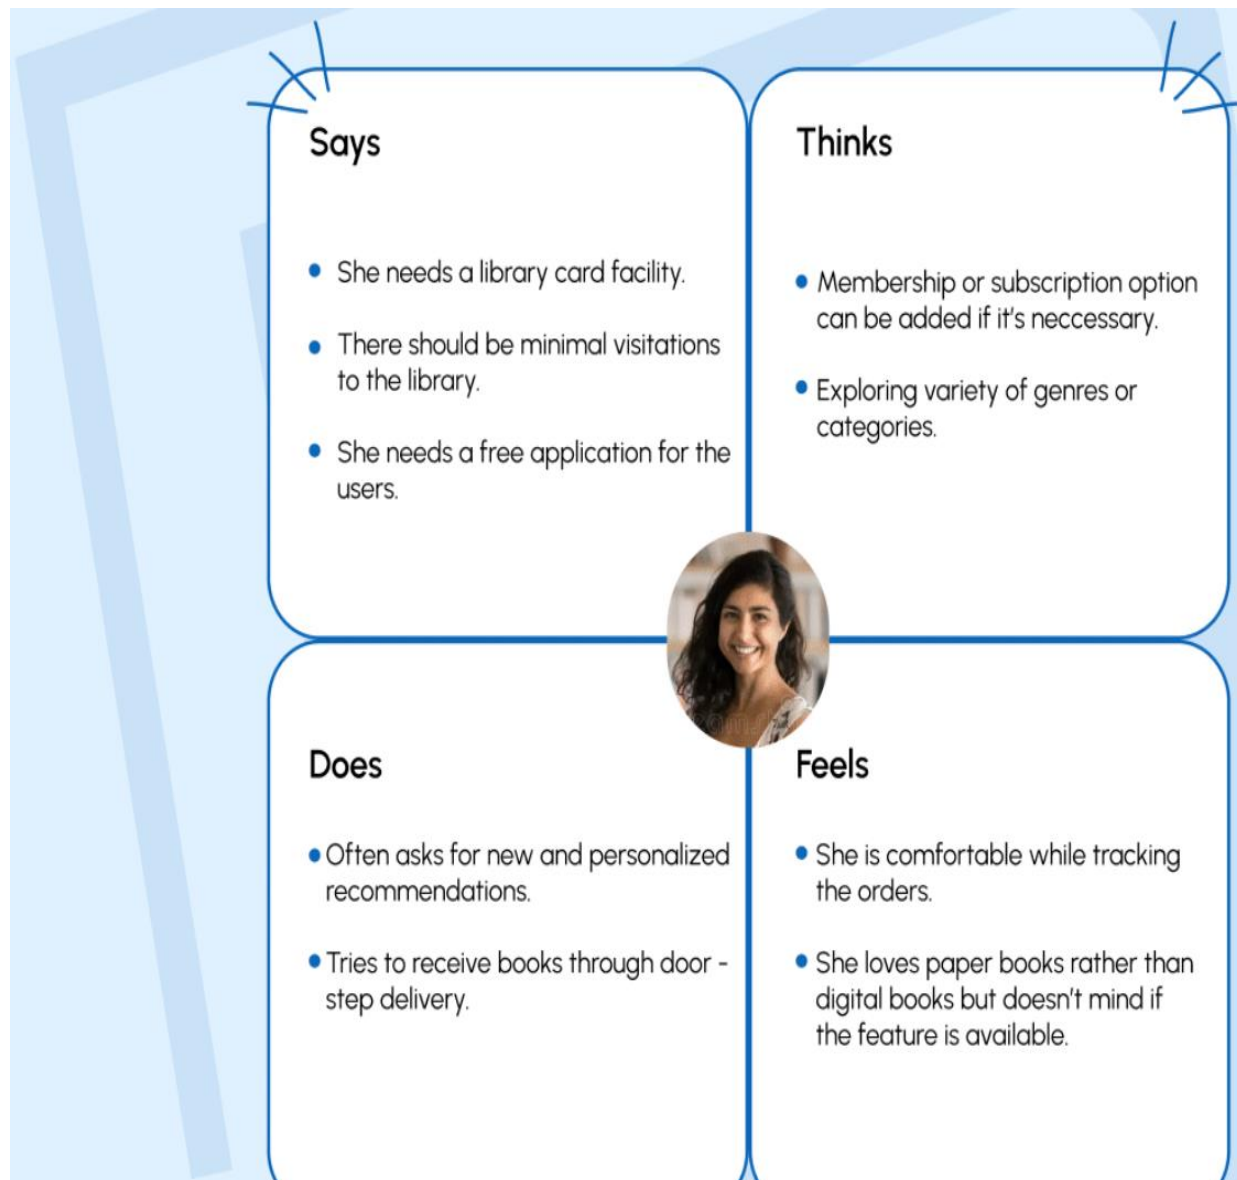 Says
She needs a library card facility.
There should be minimal visitations
to the library.
She needs a free application for the
users.
Thinks
Membership or subscription option
can be added if it's neccessary.
Exploring variety of genres or
categories.
Does
Often asks for new and personalized
recommendations.
Tries to receive books through door -
step delivery.
Feels
She is comfortable while tracking
the orders.
She loves paper books rather than
digital books but doesn't mind if
the feature is available.